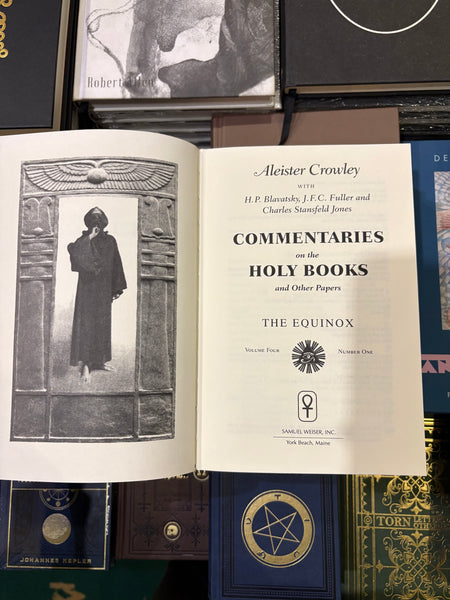 Aleister Crowley
WITH
H.P. Blavatsky, J.F.C. Fuller and
Charles Stansfeld Jones
COMMENTARIES
on the
HOLY BOOKS
and Other Papers
THE EQUINOX
Volume Four
Number One
SAMUEL WEISER, INC.
York Beach, Maine
JOHANNES KEPLER
TORN